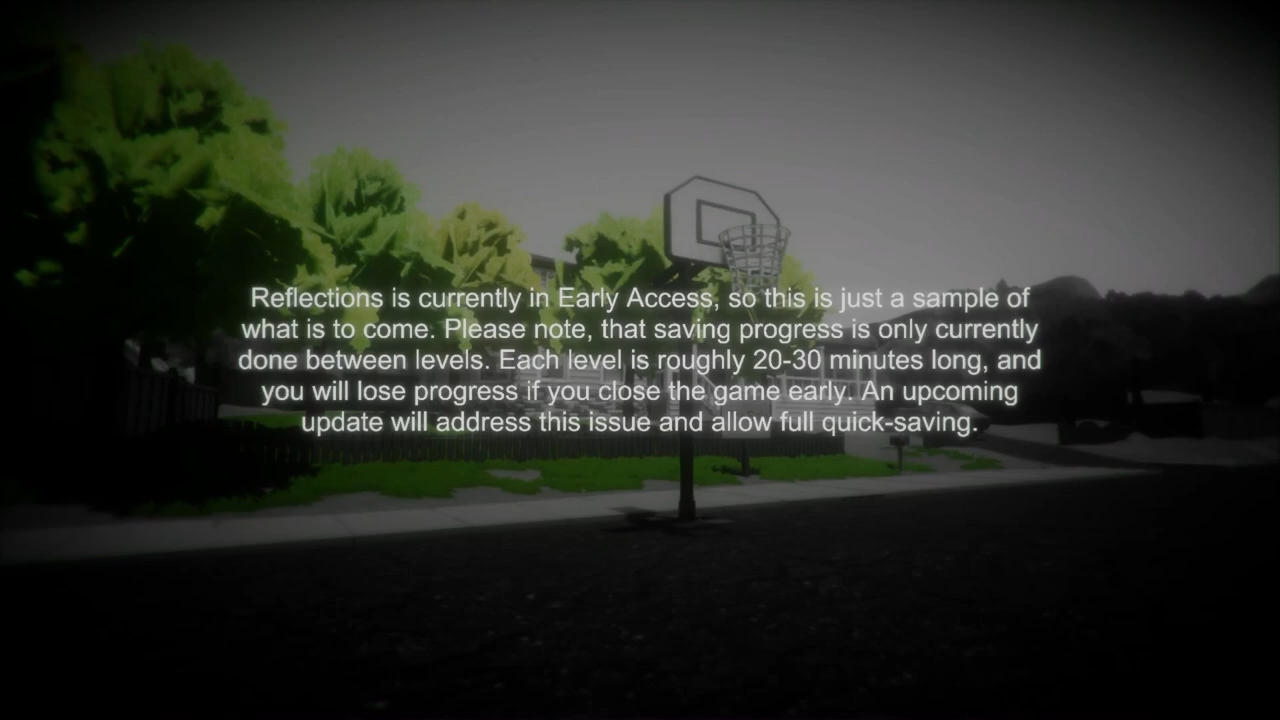 Reflections is currently in Early Access, so this is just a sample of
what is to come. Please note, that saving progress is only currently
done between levels. Each level is roughly 20-30 minutes long, and
you will lose progress if you close the game early. An upcoming
update will address this issue and allow full quick-saving.